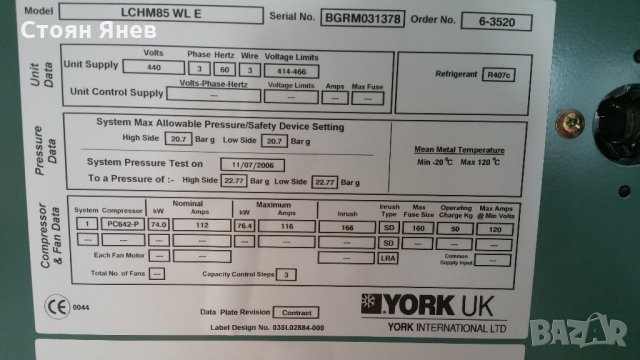 Стоян Янев
Model LCHM85 WL E Serial No. BGRM031378 Order No. 6-3520
Unit Data
Volts Phase Hertz Wire Voltage Limits
Unit Supply 440 3 60 3 414-466
Volts-Phase-Hertz Voltage Limits Amps Max Fuse
Unit Control Supply --- --- --- ---
Refrigerant R407c
Pressure Data
System Max Allowable Pressure/Safety Device Setting
High Side 20.7 Bar g Low Side 20.7 Bar g
System Pressure Test on 11/07/2006
To a Pressure of :- High Side 22.77 Bar g Low Side 22.77 Bar g
Mean Metal Temperature
Min -20 °C Max 120 °C
Compressor & Fan Data
Nominal Maximum Inrush Max Operating Max Amps
System Compressor kW Amps kW Amps Inrush Type Fuse Size Charge Kg @ Min Volts
1 PC642-P 74.0 112 76.4 116 166 SD 160 50 120
--- --- --- --- --- --- --- SD --- --- ---
Each Fan Motor --- --- --- --- --- LRA Common Supply Input ---
Total No. of Fans --- Capacity Control Steps 3
CE 0044
Data Plate Revision Contract
Label Design No. 035L02884-000
YORK UK
YORK INTERNATIONAL LTD
BAZAR
bg